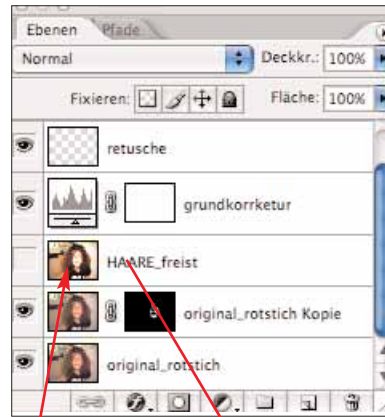 Ebenen Pfade
Normal Deckkr.: 100%
Fixieren: Fläche: 100%
retusche
grundkorrketur
HAARE_freist
original_rotstich Kopie
original_rotstich